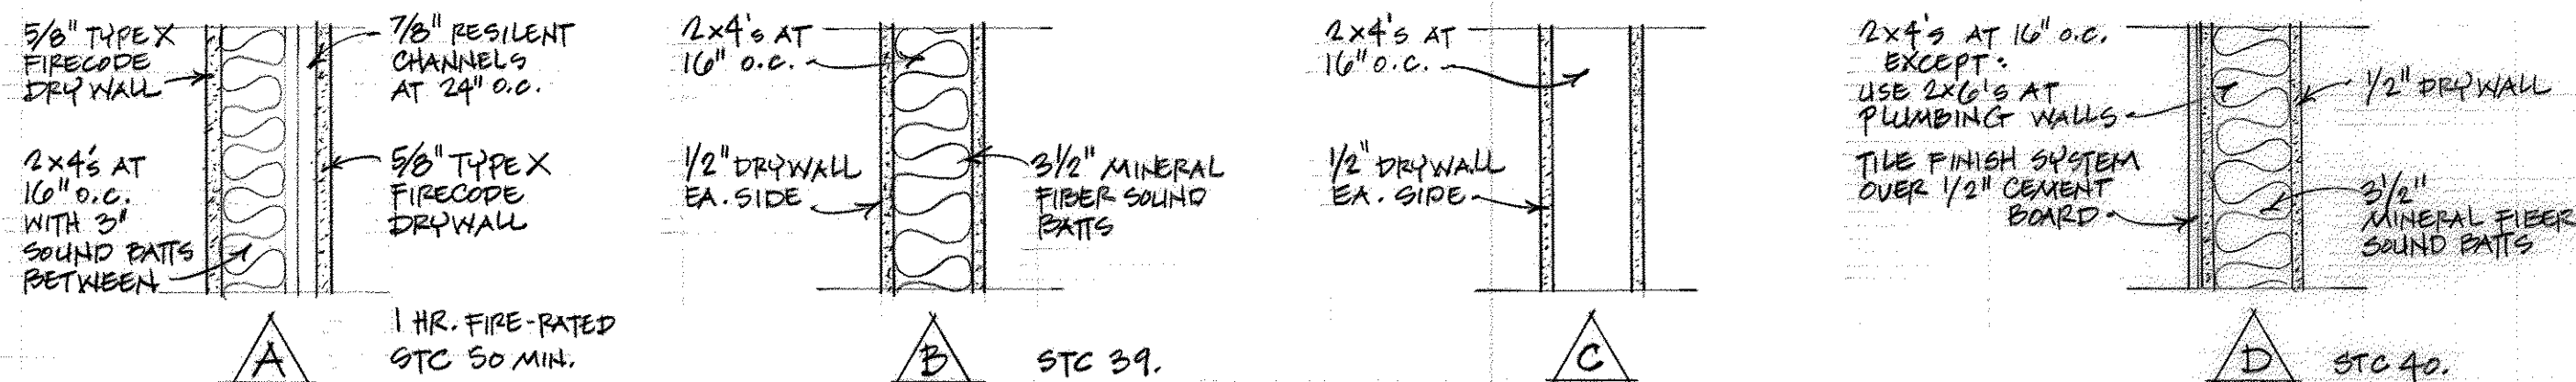 5/8" TYPE X
FIRECODE
DRYWALL
2x4's AT
16" O.C.
WITH 3"
SOUND BATTS
BETWEEN
7/8" RESILENT
CHANNELS
AT 24" O.C.
5/8" TYPE X
FIRECODE
DRYWALL
A
1 HR. FIRE-RATED
STC 50 MIN.
2x4's AT
16" O.C.
1/2" DRYWALL
EA. SIDE
3 1/2" MINERAL
FIBER SOUND
BATTS
B
STC 39.
2x4's AT
16" O.C.
1/2" DRYWALL
EA. SIDE
C
2x4's AT 16" O.C.
EXCEPT:
USE 2x6's AT
PLUMBING WALLS
TILE FINISH SYSTEM
OVER 1/2" CEMENT
BOARD
1/2" DRYWALL
3 1/2"
MINERAL FIBER
SOUND BATTS
D
STC 40.